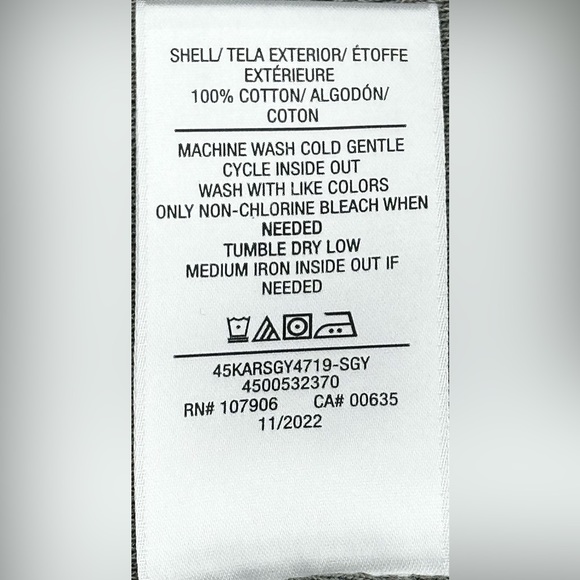 SHELL/ TELA EXTERIOR/ ÉTOFFE
EXTÉRIEURE
100% COTTON/ ALGODÓN/
COTON
MACHINE WASH COLD GENTLE
CYCLE INSIDE OUT
WASH WITH LIKE COLORS
ONLY NON-CHLORINE BLEACH WHEN
NEEDED
TUMBLE DRY LOW
MEDIUM IRON INSIDE OUT IF
NEEDED
45KARSGY4719-SGY
4500532370
RN# 107906 CA# 00635
11/2022